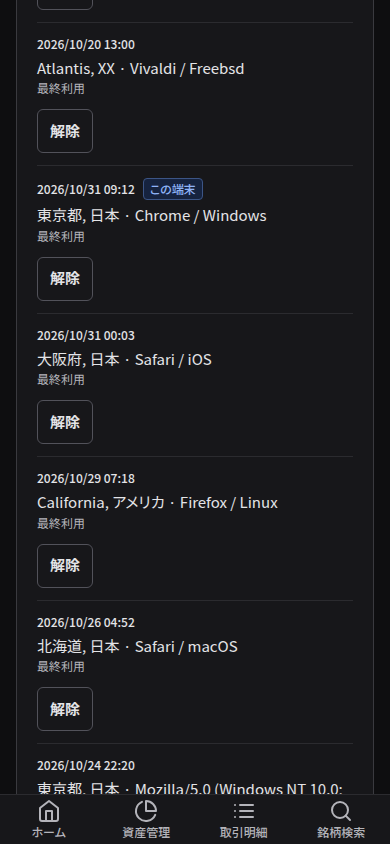 2026/10/20 13:00
Atlantis, XX · Vivaldi / Freebsd
最終利用
解除
2026/10/31 09:12 この端末
東京都, 日本 · Chrome / Windows
最終利用
解除
2026/10/31 00:03
大阪府, 日本 · Safari / iOS
最終利用
解除
2026/10/29 07:18
California, アメリカ · Firefox / Linux
最終利用
解除
2026/10/26 04:52
北海道, 日本 · Safari / macOS
最終利用
解除
2026/10/24 22:20
東京都, 日本 · Mozilla/5.0 (Windows NT 10.0;
ホーム
資産管理
取引明細
銘柄検索